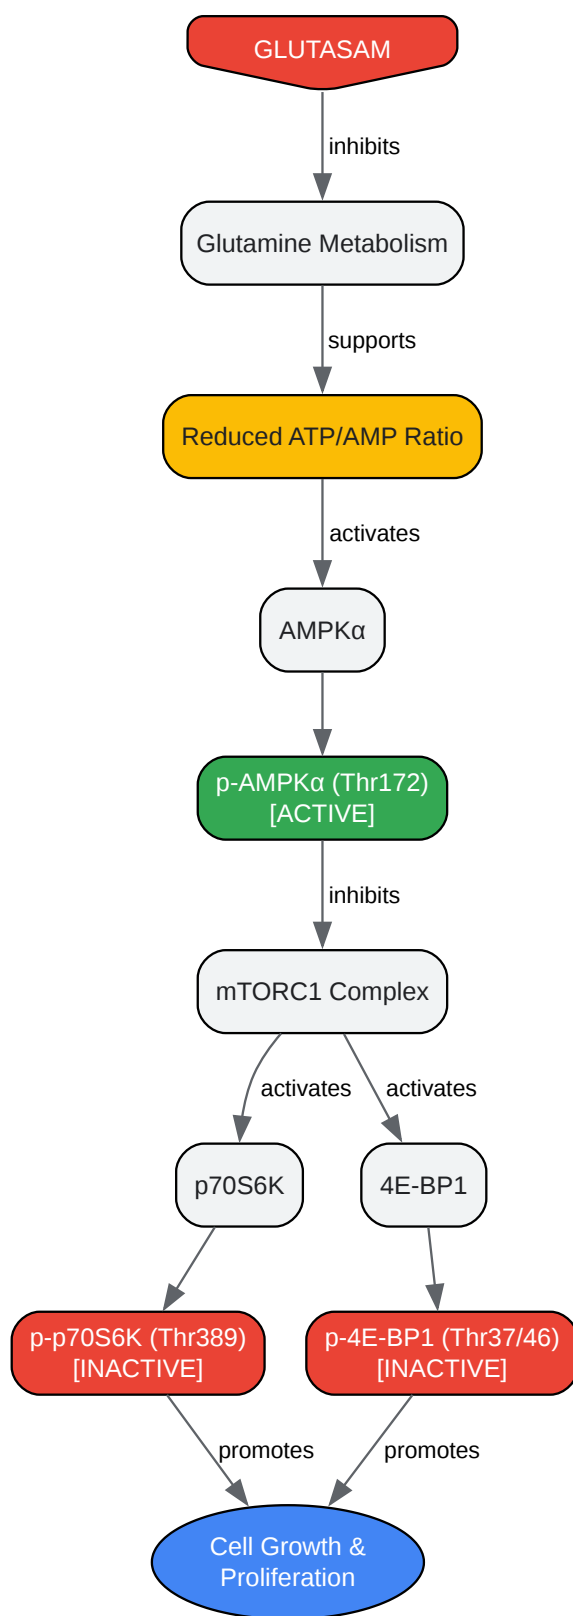 GLUTASAM
inhibits
Glutamine Metabolism
supports
Reduced ATP/AMP Ratio
activates
AMPKα
p-AMPKα (Thr172)
[ACTIVE]
inhibits
mTORC1 Complex
activates
activates
p70S6K
4E-BP1
p-p70S6K (Thr389)
[INACTIVE]
p-4E-BP1 (Thr37/46)
[INACTIVE]
promotes
promotes
Cell Growth &
Proliferation